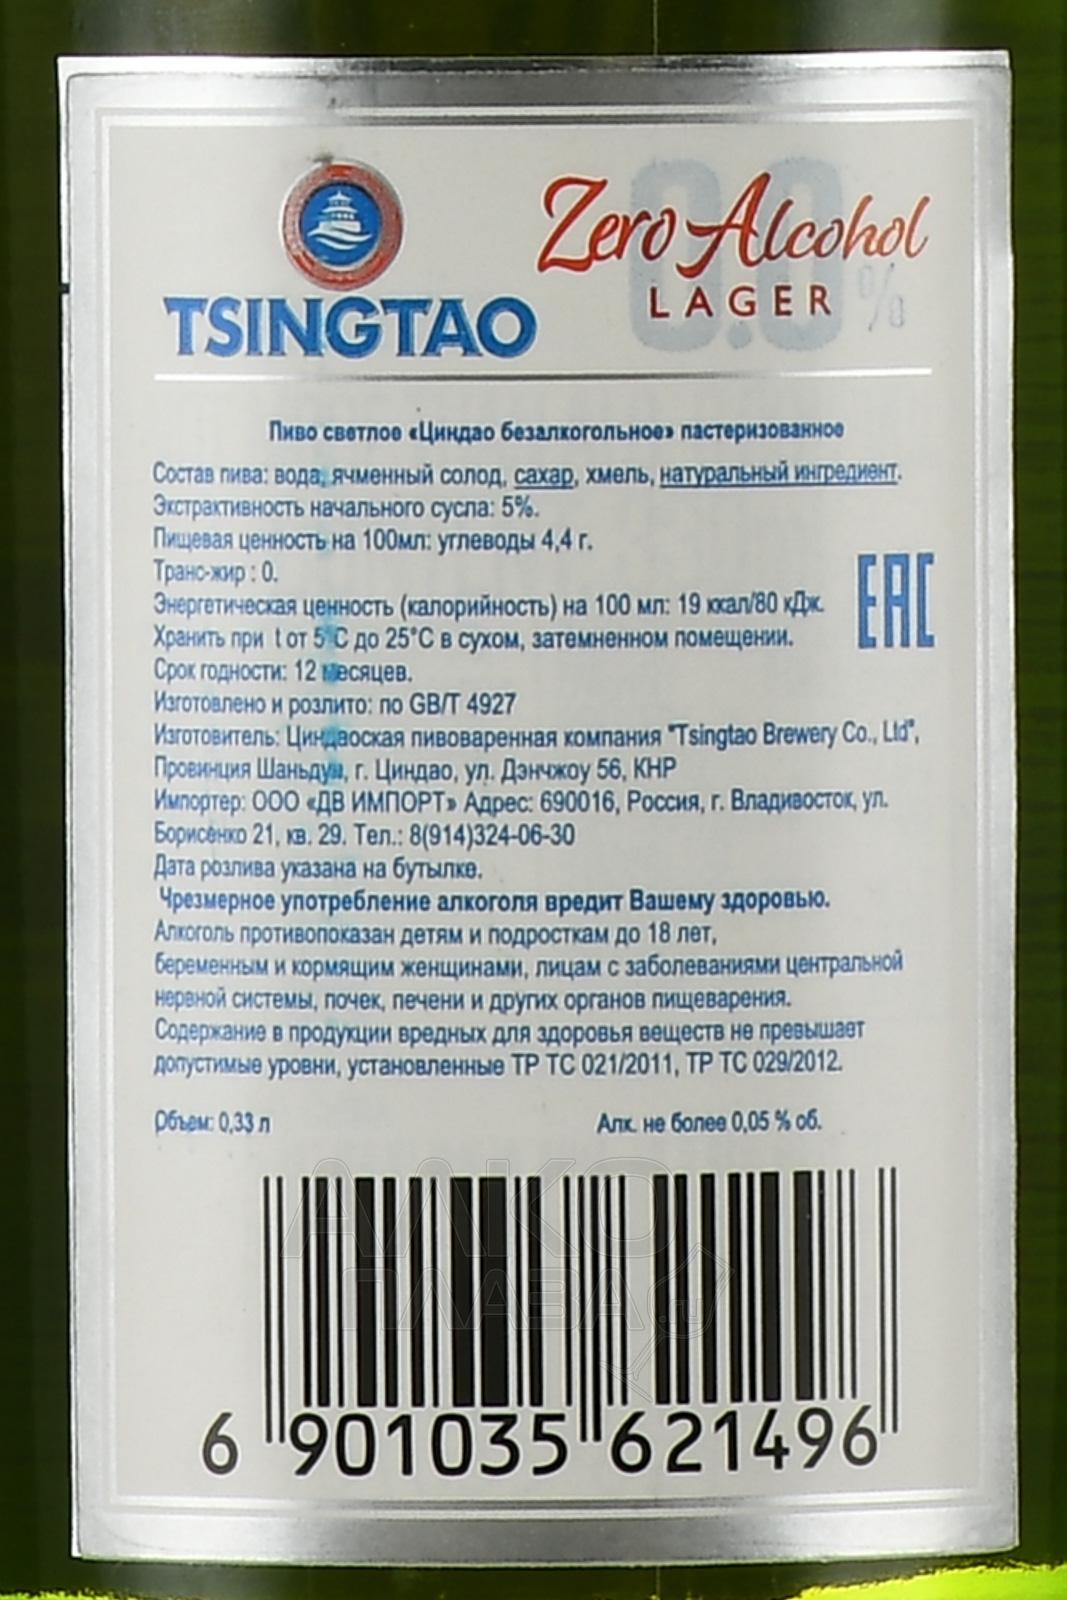 TSINGTAO
Zero Alcohol
LAGER
0.0%
Пиво светлое «Циндао безалкогольное» пастеризованное
Состав пива: вода, ячменный солод, сахар, хмель, натуральный ингредиент.
Экстрактивность начального сусла: 5%.
Пищевая ценность на 100мл: углеводы 4,4 г.
Транс-жир : 0.
Энергетическая ценность (калорийность) на 100 мл: 19 ккал/80 кДж.
Хранить при t от 5°C до 25°C в сухом, затемненном помещении.
Срок годности: 12 месяцев.
Изготовлено и розлито: по GB/T 4927
Изготовитель: Циндаоская пивоваренная компания "Tsingtao Brewery Co., Ltd",
Провинция Шаньдун, г. Циндао, ул. Дэнчжоу 56, КНР
Импортер: ООО «ДВ ИМПОРТ» Адрес: 690016, Россия, г. Владивосток, ул.
Борисенко 21, кв. 29. Тел.: 8(914)324-06-30
Дата розлива указана на бутылке.
Чрезмерное употребление алкоголя вредит Вашему здоровью.
Алкоголь противопоказан детям и подросткам до 18 лет,
беременным и кормящим женщинами, лицам с заболеваниями центральной
нервной системы, почек, печени и других органов пищеварения.
Содержание в продукции вредных для здоровья веществ не превышает
допустимые уровни, установленные ТР ТС 021/2011, ТР ТС 029/2012.
EAC
Объем: 0,33 л Алк. не более 0,05 % об.
АЛКО
ПЛАЗА
.ru
6 901035 621496